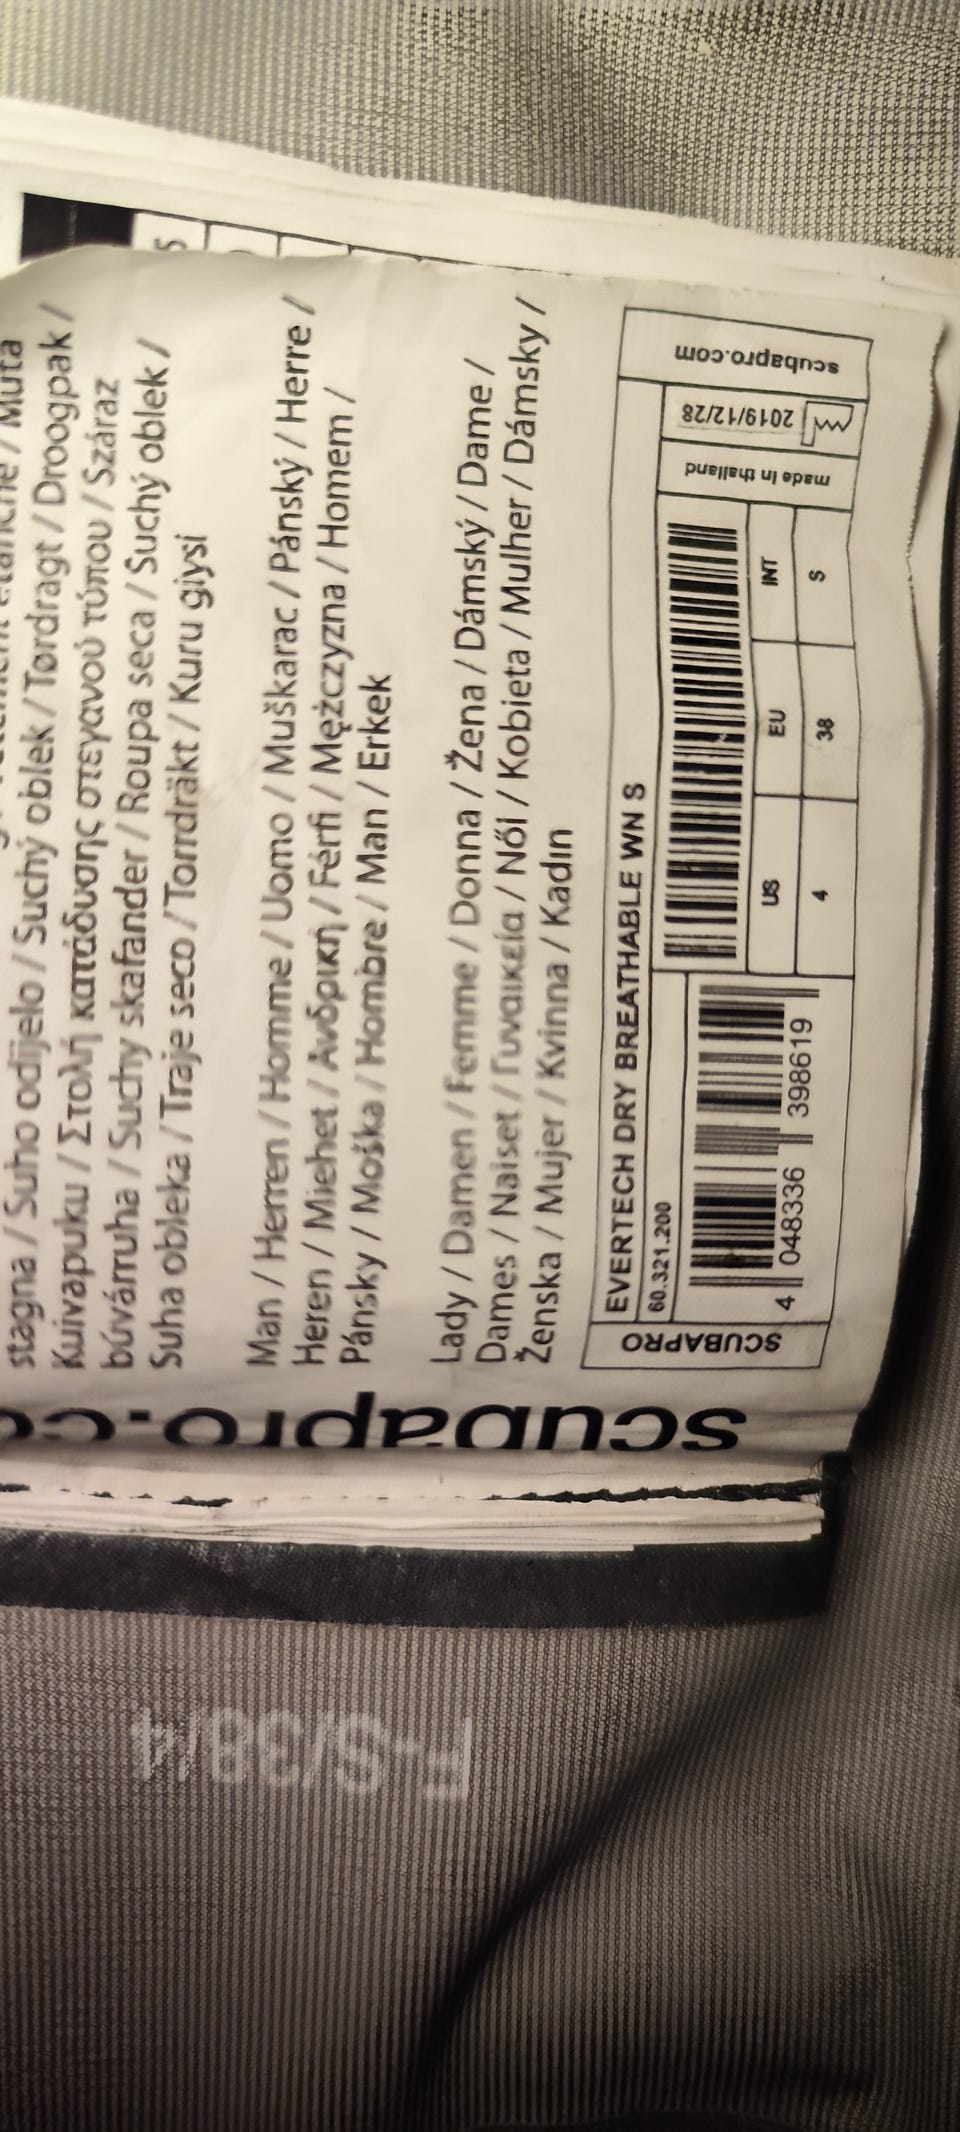 stagna / Suho odijelo / Suchý oblek / Tørdragt / Droogpak /
Kuivapuku / Στολή κατάδυσης στεγανού τύπου / Száraz
búvárruha / Suchy skafander / Roupa seca / Suchý oblek /
Suha obleka / Traje seco / Torrdräkt / Kuru giysi
Man / Herren / Homme / Uomo / Muškarac / Pánský / Herre /
Heren / Miehet / Ανδρική / Férfi / Mężczyzna / Homem /
Pánsky / Moška / Hombre / Man / Erkek
Lady / Damen / Femme / Donna / Žena / Dámský / Dame /
Dames / Naiset / Γυναικεία / Női / Kobieta / Mulher / Dámsky /
Ženska / Mujer / Kvinna / Kadın
SCUBAPRO
EVERTECH DRY BREATHABLE WN S
60.321.200
4 048336 398619
US EU INT
4 38 S
made in thailand
2019/12/28
scubapro.com
scubapro.co
F-S/38/4